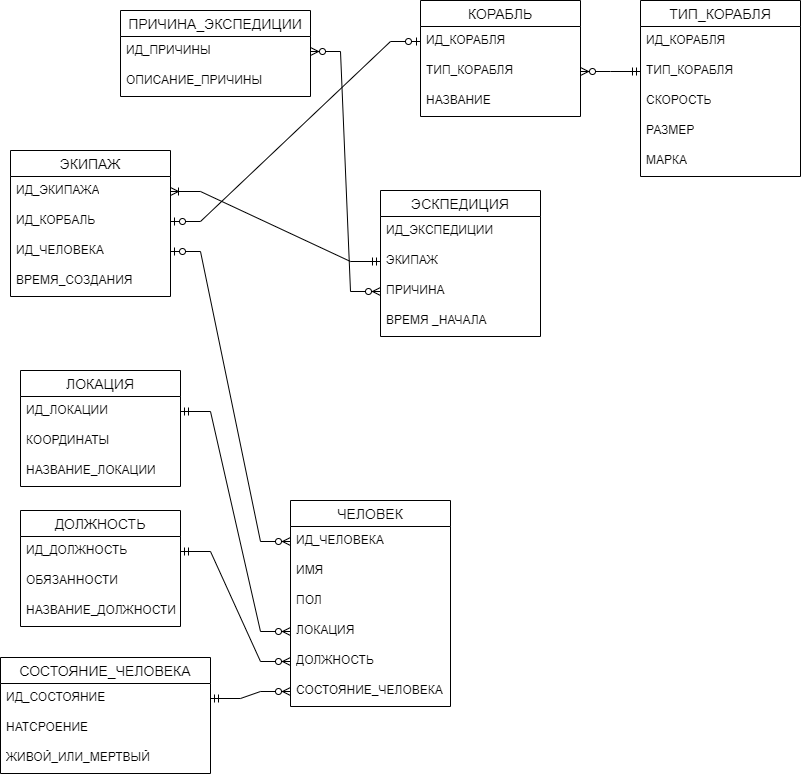 ПРИЧИНА_ЭКСПЕДИЦИИ
ИД_ПРИЧИНЫ
ОПИСАНИЕ_ПРИЧИНЫ
КОРАБЛЬ
ИД_КОРАБЛЯ
ТИП_КОРАБЛЯ
НАЗВАНИЕ
ТИП_КОРАБЛЯ
ИД_КОРАБЛЯ
ТИП_КОРАБЛЯ
СКОРОСТЬ
РАЗМЕР
МАРКА
ЭКИПАЖ
ИД_ЭКИПАЖА
ИД_КОРБАЛЬ
ИД_ЧЕЛОВЕКА
ВРЕМЯ_СОЗДАНИЯ
ЭСКПЕДИЦИЯ
ИД_ЭКСПЕДИЦИИ
ЭКИПАЖ
ПРИЧИНА
ВРЕМЯ _НАЧАЛА
ЛОКАЦИЯ
ИД_ЛОКАЦИИ
КООРДИНАТЫ
НАЗВАНИЕ_ЛОКАЦИИ
ДОЛЖНОСТЬ
ИД_ДОЛЖНОСТЬ
ОБЯЗАННОСТИ
НАЗВАНИЕ_ДОЛЖНОСТИ
ЧЕЛОВЕК
ИД_ЧЕЛОВЕКА
ИМЯ
ПОЛ
ЛОКАЦИЯ
ДОЛЖНОСТЬ
СОСТОЯНИЕ_ЧЕЛОВЕКА
СОСТОЯНИЕ_ЧЕЛОВЕКА
ИД_СОСТОЯНИЕ
НАТСРОЕНИЕ
ЖИВОЙ_ИЛИ_МЕРТВЫЙ